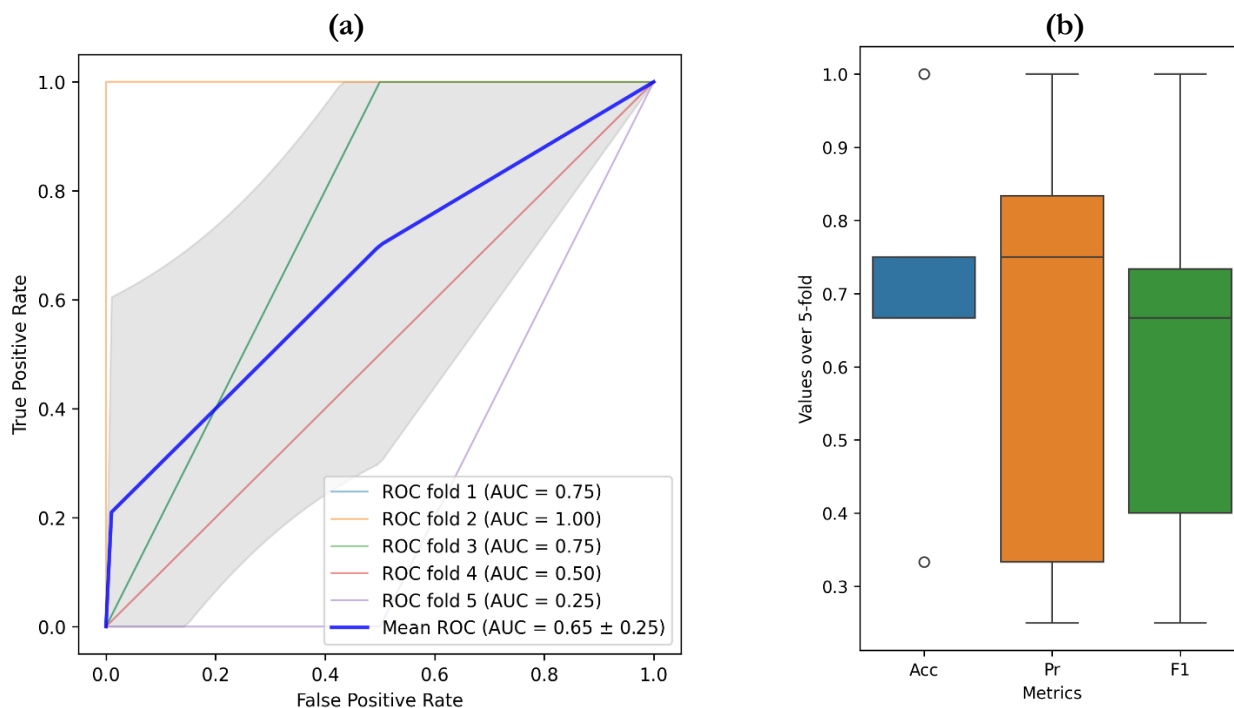 (a)
True Positive Rate
1.0
0.8
0.6
0.4
0.2
0.0
ROC fold 1 (AUC = 0.75)
ROC fold 2 (AUC = 1.00)
ROC fold 3 (AUC = 0.75)
ROC fold 4 (AUC = 0.50)
ROC fold 5 (AUC = 0.25)
Mean ROC (AUC = 0.65 ± 0.25)
0.0 0.2 0.4 0.6 0.8 1.0
False Positive Rate
(b)
Values over 5-fold
1.0
0.9
0.8
0.7
0.6
0.5
0.4
0.3
Acc Pr F1
Metrics